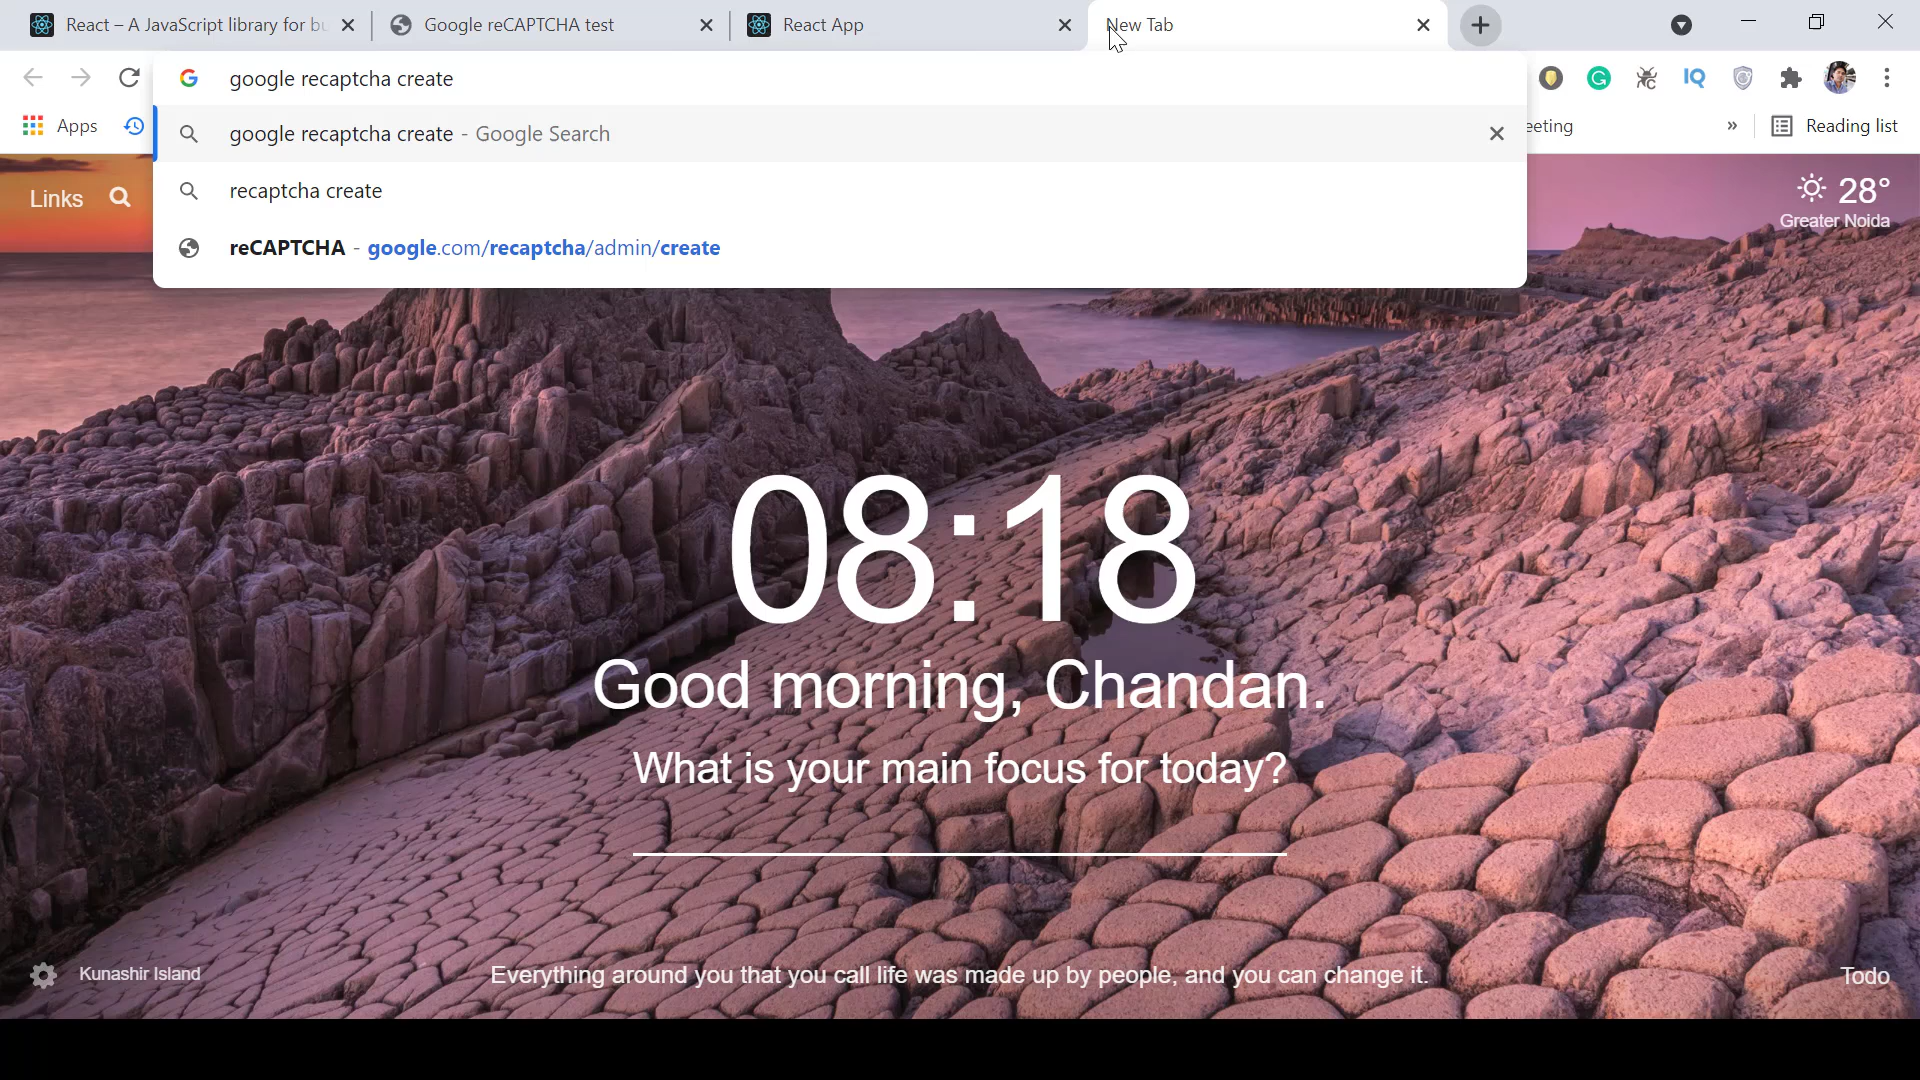 React – A JavaScript library for bu
Google reCAPTCHA test
React App
New Tab
google recaptcha create
Apps
google recaptcha create - Google Search
eeting
»
Reading list
Links
recaptcha create
28°
Greater Noida
reCAPTCHA - google.com/recaptcha/admin/create
08:18
Good morning, Chandan.
What is your main focus for today?
Kunashir Island
Everything around you that you call life was made up by people, and you can change it.
Todo